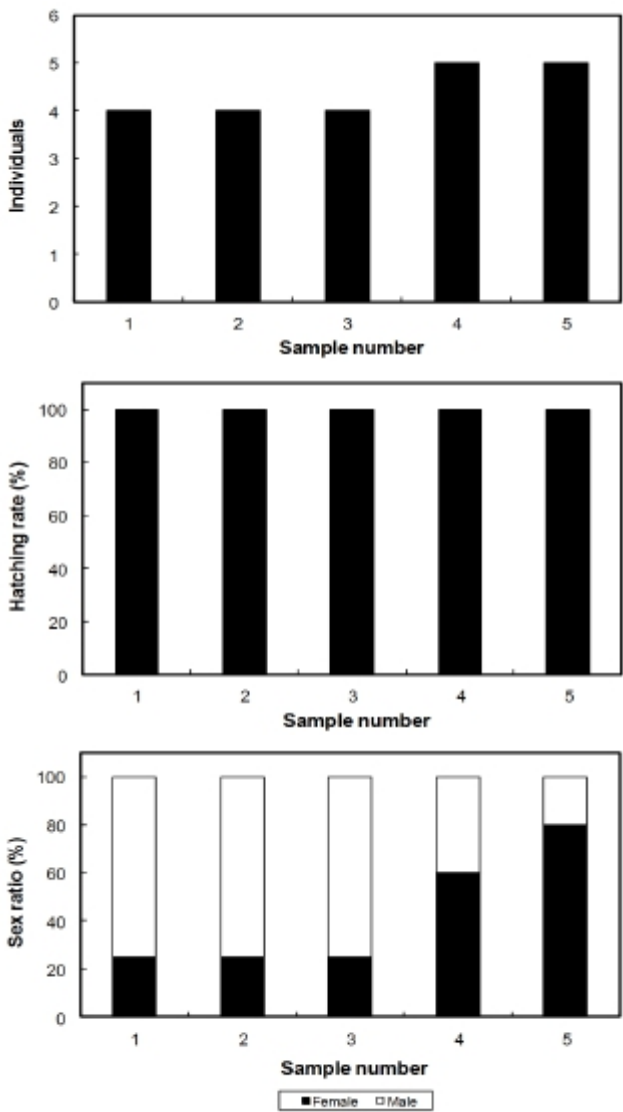 6
5
4
3
2
1
0
Individuals
1 2 3 4 5
Sample number
100
80
60
40
20
0
Hatching rate (%)
1 2 3 4 5
Sample number
100
80
60
40
20
0
Sex ratio (%)
1 2 3 4 5
Sample number
Female Male